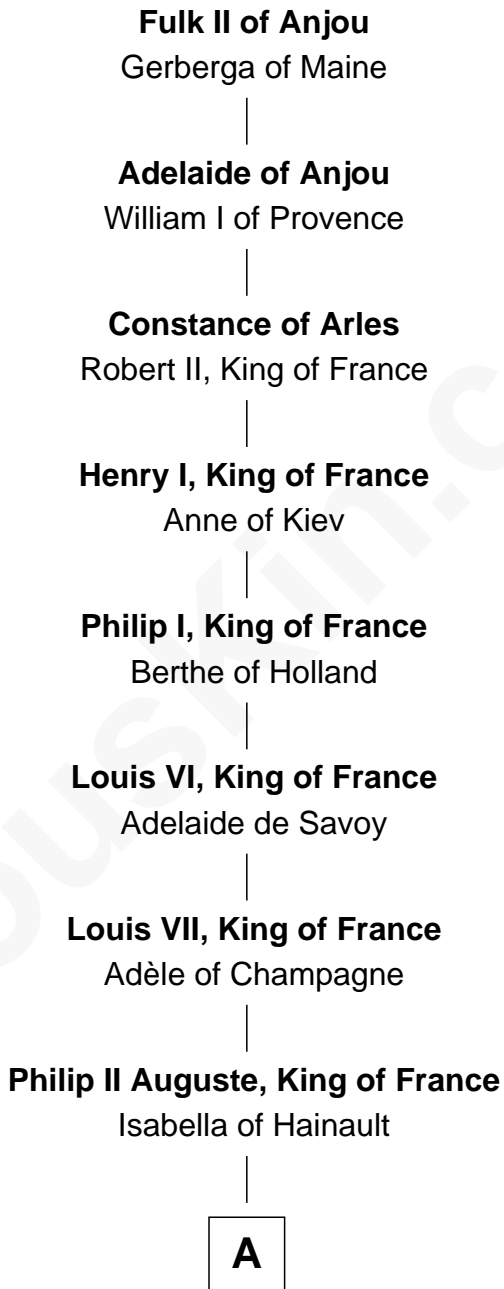 Fulk II of Anjou
Gerberga of Maine
Adelaide of Anjou
William I of Provence
Constance of Arles
Robert II, King of France
Henry I, King of France
Anne of Kiev
Philip I, King of France
Berthe of Holland
Louis VI, King of France
Adelaide de Savoy
Louis VII, King of France
Adèle of Champagne
Philip II Auguste, King of France
Isabella of Hainault
A